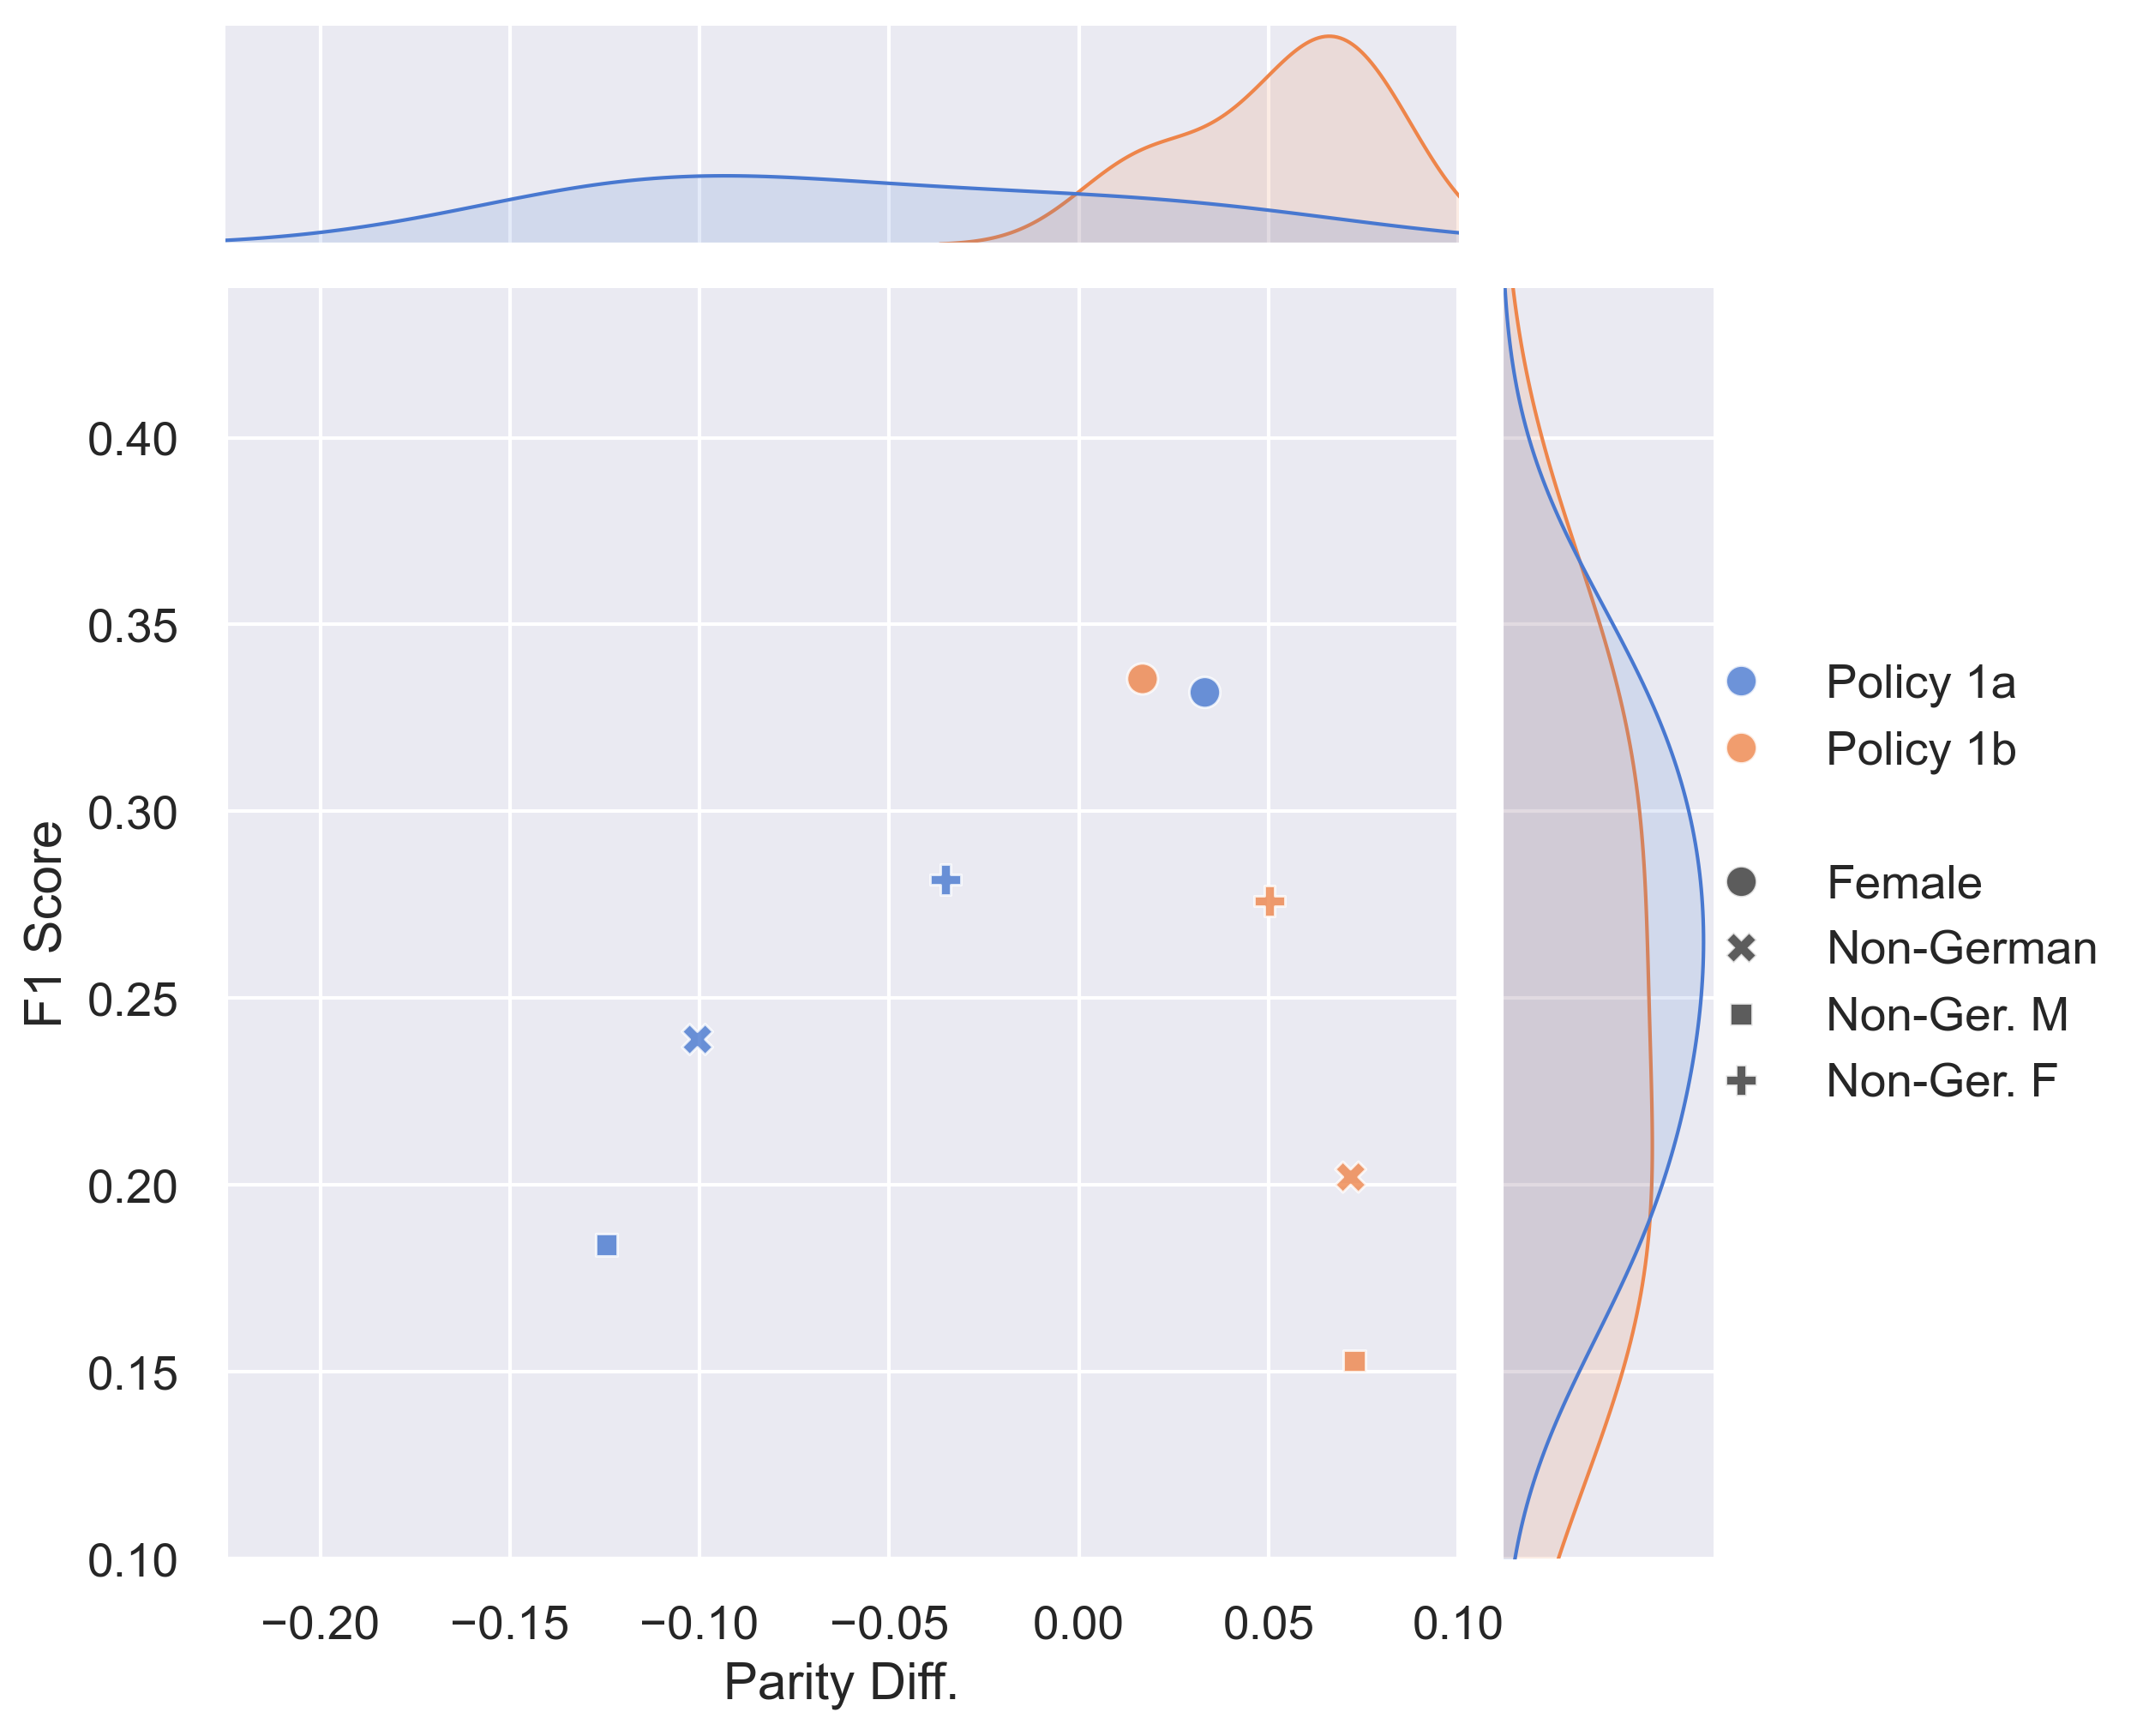 0.40
0.35
0.30
0.25
0.20
0.15
0.10
F1 Score
−0.20 −0.15 −0.10 −0.05 0.00 0.05 0.10
Parity Diff.
Policy 1a
Policy 1b
Female
Non-German
Non-Ger. M
Non-Ger. F